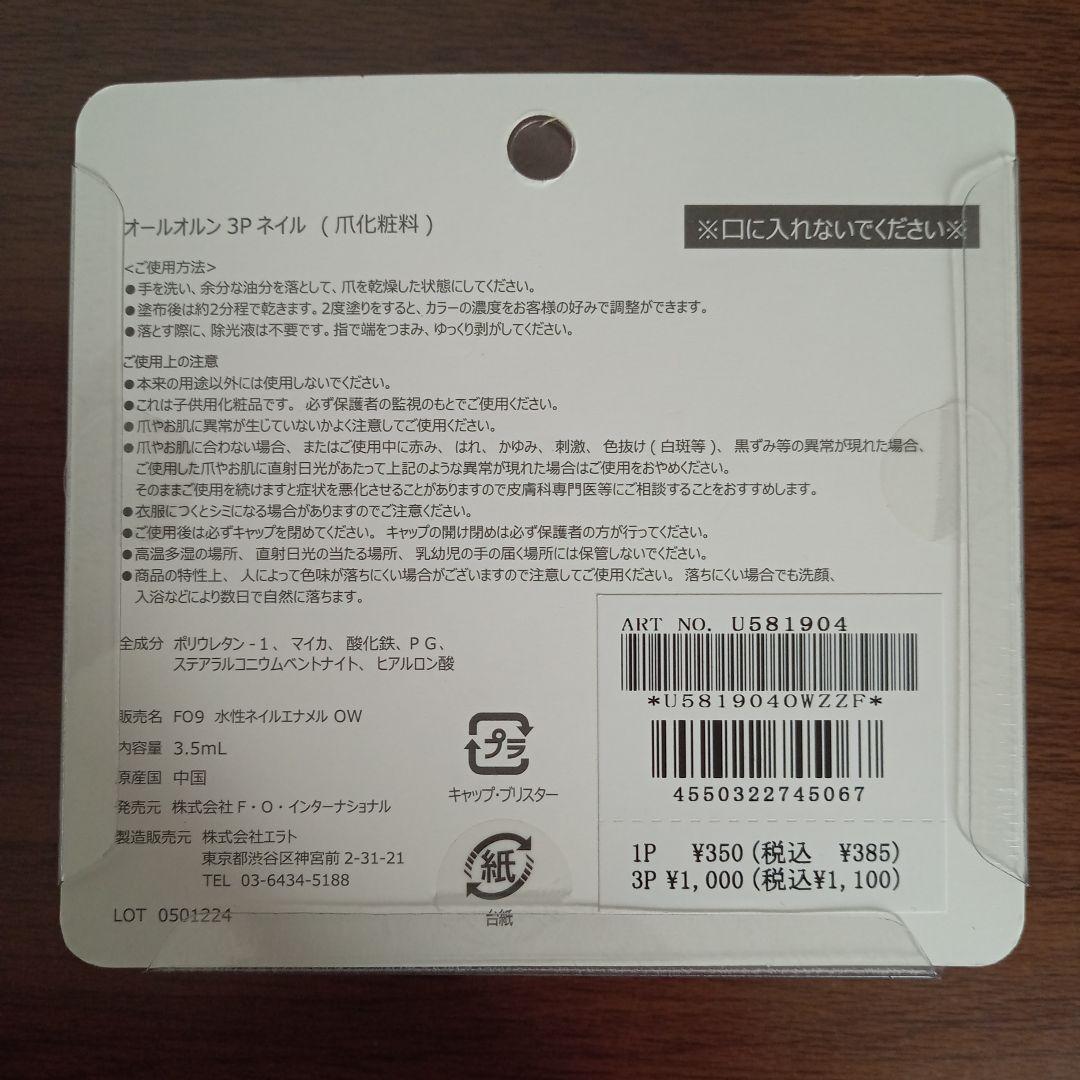 オールオルン 3P ネイル (爪化粧料)
※口に入れないでください※
<ご使用方法>
●手を洗い、余分な油分を落として、爪を乾燥した状態にしてください。
●塗布後は約2分程で乾きます。2度塗りをすると、カラーの濃度をお客様の好みで調整ができます。
●落とす際に、除光液は不要です。指で端をつまみ、ゆっくり剥がしてください。
ご使用上の注意
●本来の用途以外には使用しないでください。
●これは子供用化粧品です。必ず保護者の監視のもとでご使用ください。
●爪やお肌に異常が生じていないかよく注意してご使用ください。
●爪やお肌に合わない場合、またはご使用中に赤み、はれ、かゆみ、刺激、色抜け(白斑等)、黒ずみ等の異常が現れた場合、
ご使用した爪やお肌に直射日光があたって上記のような異常が現れた場合はご使用をおやめください。
そのままご使用を続けますと症状を悪化させることがありますので皮膚科専門医等にご相談することをおすすめします。
●衣服につくとシミになる場合がありますのでご注意ください。
●ご使用後は必ずキャップを閉めてください。キャップの開け閉めは必ず保護者の方が行ってください。
●高温多湿の場所、直射日光の当たる場所、乳幼児の手の届く場所には保管しないでください。
●商品の特性上、人によって色味が落ちにくい場合がございますので注意してご使用ください。落ちにくい場合でも洗顔、
入浴などにより数日で自然に落ちます。
全成分 ポリウレタン-1、マイカ、酸化鉄、PG、
ステアラルコニウムベントナイト、ヒアルロン酸
販売名 FO9 水性ネイルエナメル OW
内容量 3.5mL
原産国 中国
発売元 株式会社F・O・インターナショナル
製造販売元 株式会社エラト
東京都渋谷区神宮前 2-31-21
TEL 03-6434-5188
LOT 0501224
プラ
キャップ・ブリスター
紙
台紙
ART NO. U581904
*U581904OWZZF*
4550322745067
1P ¥350(税込 ¥385)
3P ¥1,000(税込¥1,100)